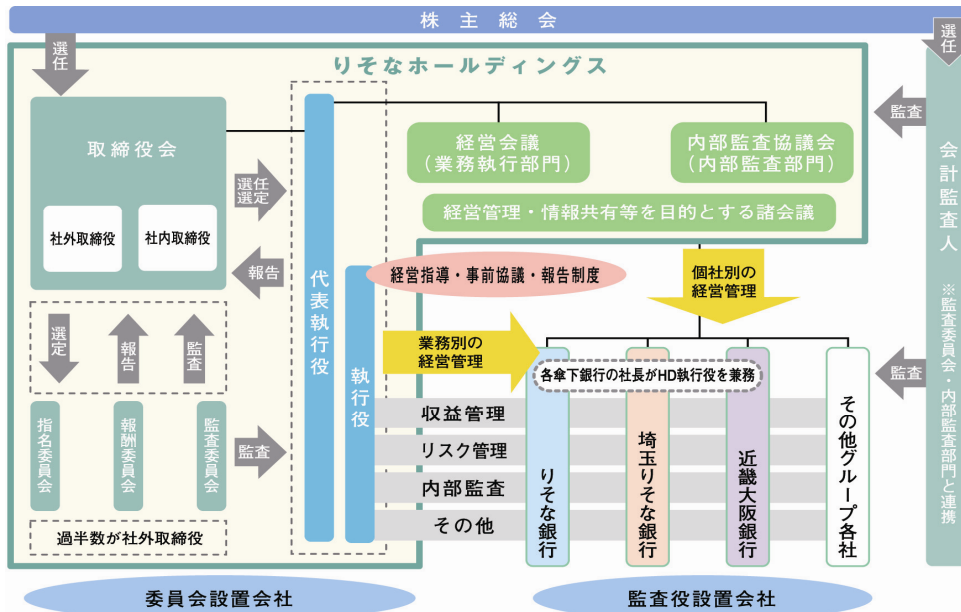 株主総会
選任
選任
りそなホールディングス
取締役会
社外取締役
社内取締役
選任
選定
報告
代表執行役
執行役
経営会議
（業務執行部門）
内部監査協議会
（内部監査部門）
経営管理・情報共有等を目的とする諸会議
監査
会計監査人
※監査委員会・内部監査部門と連携
経営指導・事前協議・報告制度
個社別の
経営管理
業務別の
経営管理
選定
報告
監査
指名委員会
報酬委員会
監査委員会
監査
過半数が社外取締役
各傘下銀行の社長がHD執行役を兼務
監査
収益管理
リスク管理
内部監査
その他
りそな銀行
埼玉りそな銀行
近畿大阪銀行
その他グループ各社
委員会設置会社
監査役設置会社